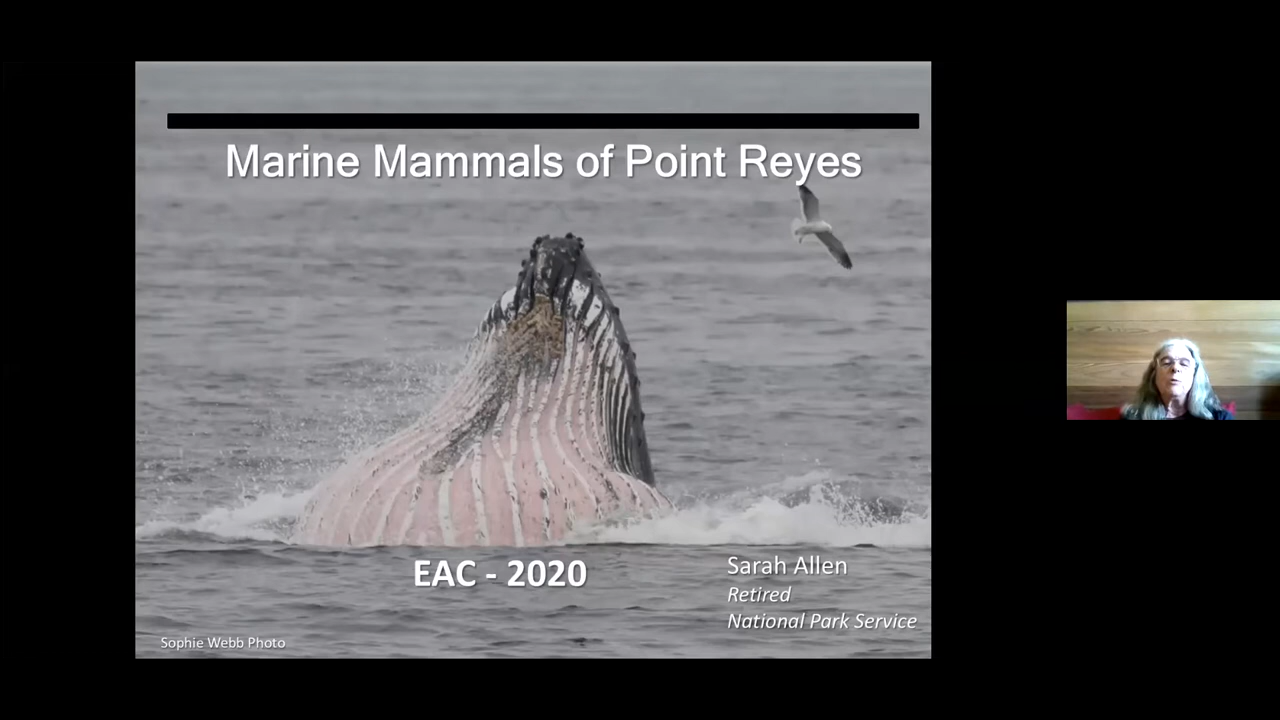 Marine Mammals of Point Reyes
EAC - 2020
Sarah Allen
Retired
National Park Service
Sophie Webb Photo